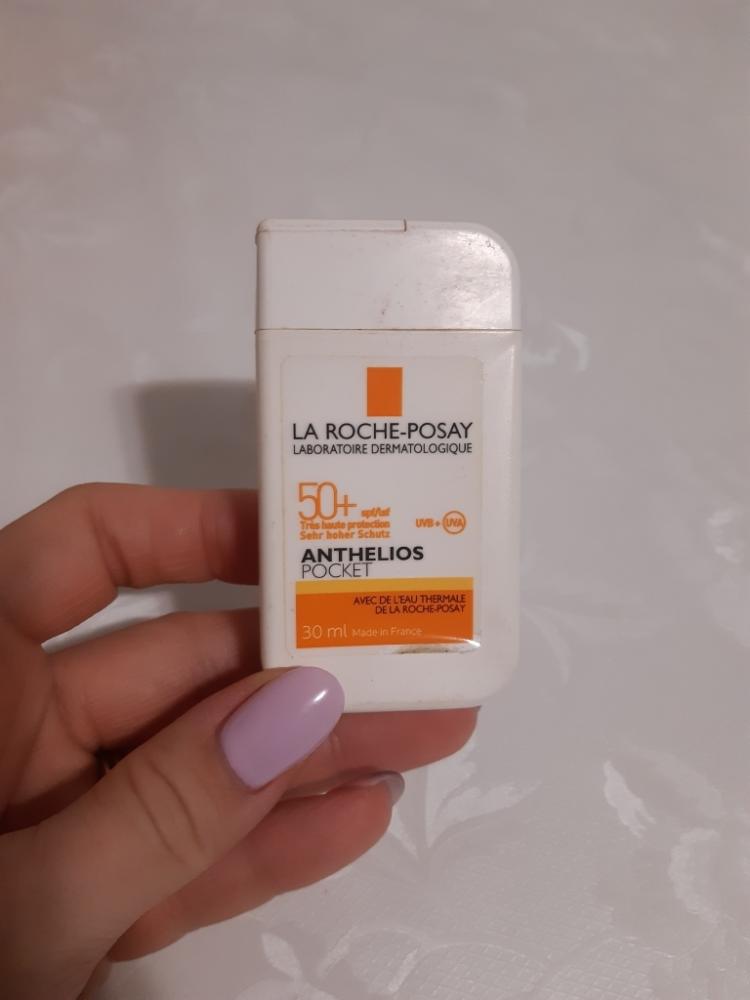 LA ROCHE-POSAY
LABORATOIRE DERMATOLOGIQUE
50+ spf/lsf
Très haute protection
Sehr hoher Schutz
UVB + UVA
ANTHELIOS
POCKET
AVEC DE L'EAU THERMALE
DE LA ROCHE-POSAY
30 ml Made in France